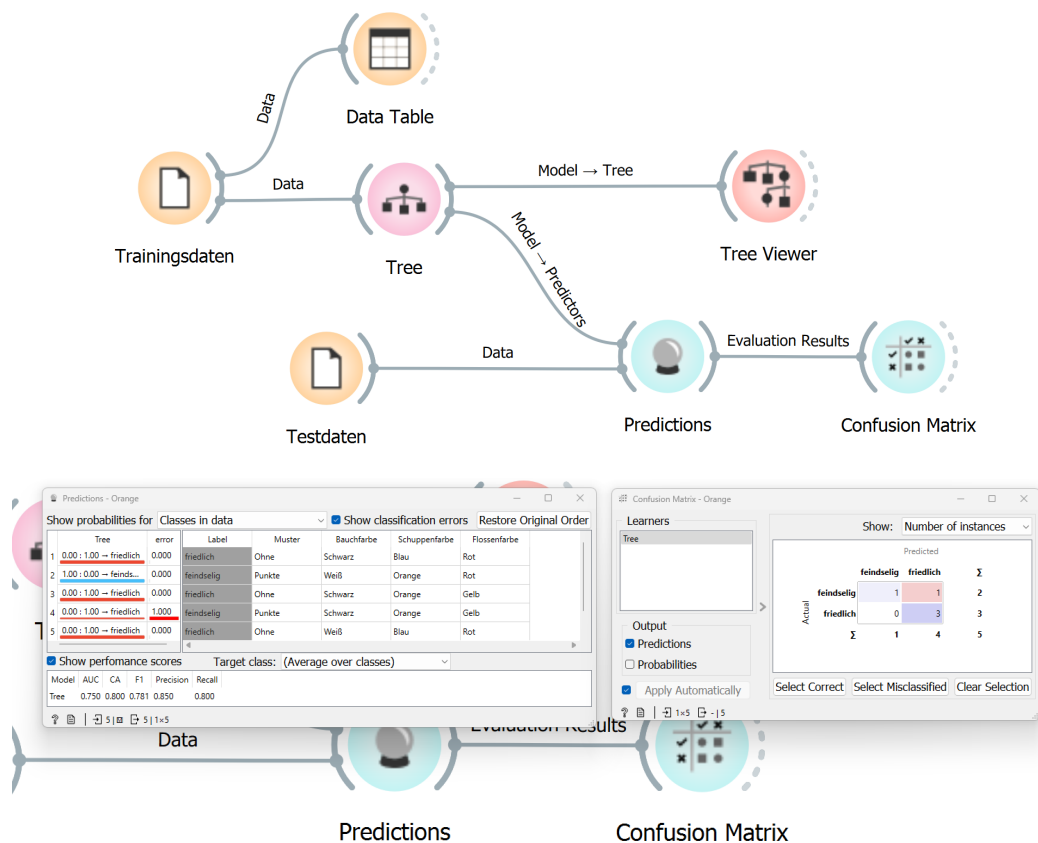 Data Table
Data
Data
Model → Tree
Trainingsdaten
Tree
Tree Viewer
Model → Predictors
Data
Evaluation Results
Testdaten
Predictions
Confusion Matrix
Predictions - Orange
Show probabilities for Classes in data Show classification errors Restore Original Order
Tree error Label Muster Bauchfarbe Schuppenfarbe Flossenfarbe
1 0.00 : 1.00 → friedlich 0.000 friedlich Ohne Schwarz Blau Rot
2 1.00 : 0.00 → feinds... 0.000 feindselig Punkte Weiß Orange Rot
3 0.00 : 1.00 → friedlich 0.000 friedlich Ohne Schwarz Orange Gelb
4 0.00 : 1.00 → friedlich 1.000 feindselig Punkte Schwarz Orange Gelb
5 0.00 : 1.00 → friedlich 0.000 friedlich Ohne Weiß Blau Rot
Show perfomance scores Target class: (Average over classes)
Model AUC CA F1 Precision Recall
Tree 0.750 0.800 0.781 0.850 0.800
5 5 | 1×5
Confusion Matrix - Orange
Learners
Tree
Output
Predictions
Probabilities
Apply Automatically
1×5 - | 5
Show: Number of instances
Predicted
feindselig friedlich Σ
Actual
feindselig 1 1 2
friedlich 0 3 3
Σ 1 4 5
Select Correct Select Misclassified Clear Selection
Data
Evaluation Results
Predictions
Confusion Matrix